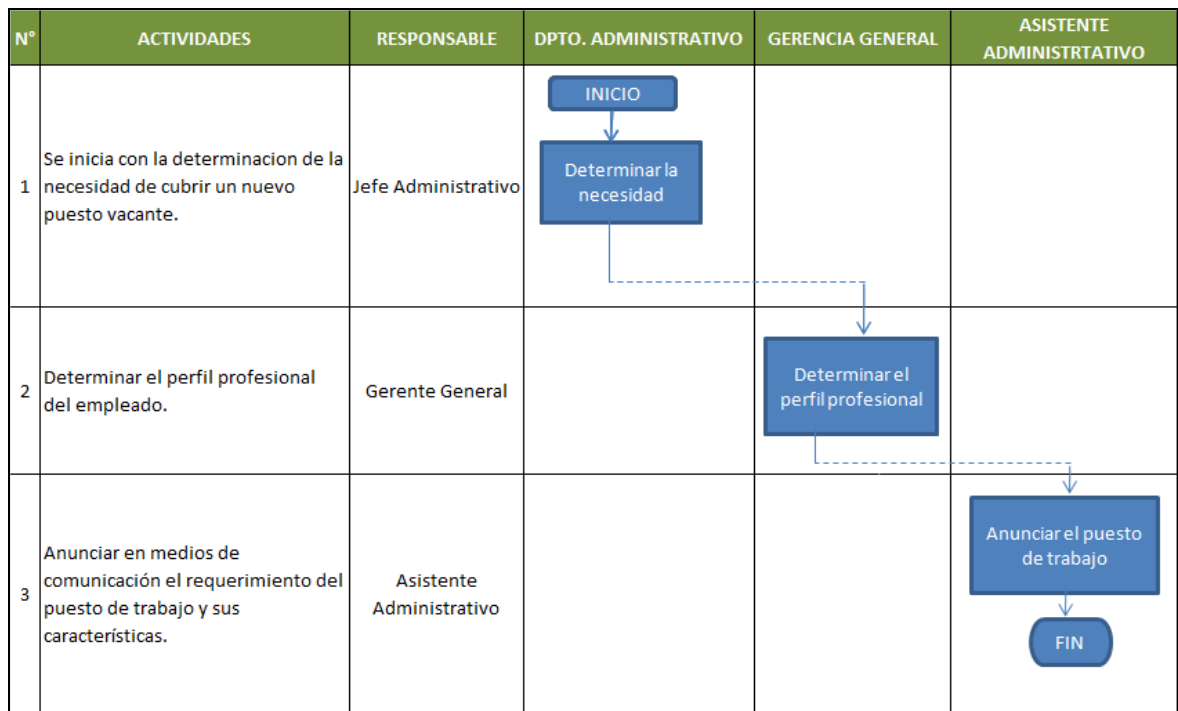 N°
ACTIVIDADES
RESPONSABLE
DPTO. ADMINISTRATIVO
GERENCIA GENERAL
ASISTENTE
ADMINISTRTATIVO
1
Se inicia con la determinacion de la
necesidad de cubrir un nuevo
puesto vacante.
Jefe Administrativo
INICIO
Determinar la
necesidad
2
Determinar el perfil profesional
del empleado.
Gerente General
Determinar el
perfil profesional
3
Anunciar en medios de
comunicación el requerimiento del
puesto de trabajo y sus
características.
Asistente
Administrativo
Anunciar el puesto
de trabajo
FIN